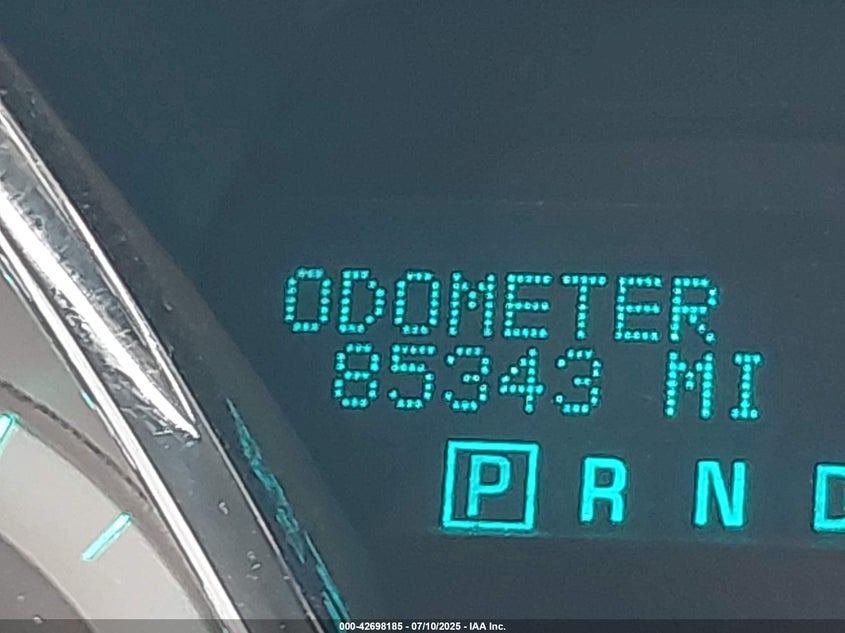 ODOMETER
85343 MI
P R N D
000-42698185 - 07/10/2025 - IAA Inc.